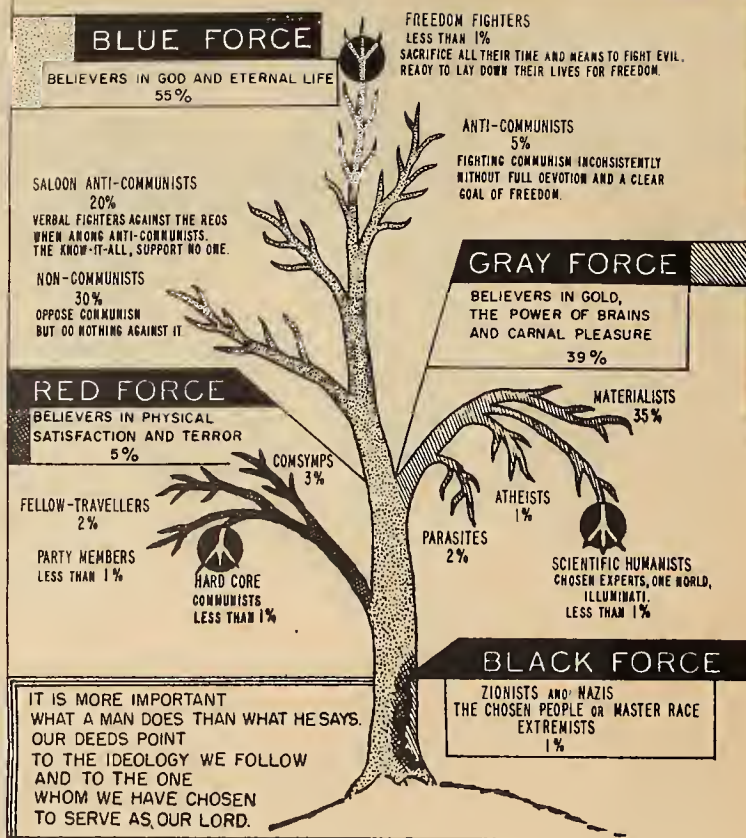 BLUE FORCE
BELIEVERS IN GOD AND ETERNAL LIFE
55%
FREEDOM FIGHTERS
LESS THAN 1%
SACRIFICE ALL THEIR TIME AND MEANS TO FIGHT EVIL.
READY TO LAY DOWN THEIR LIVES FOR FREEDOM.
ANTI-COMMUNISTS
5%
FIGHTING COMMUNISM INCONSISTENTLY
WITHOUT FULL DEVOTION AND A CLEAR
GOAL OF FREEDOM.
SALOON ANTI-COMMUNISTS
20%
VERBAL FIGHTERS AGAINST THE REDS
WHEN AMONG ANTI-COMMUNISTS.
THE KNOW-IT-ALL, SUPPORT NO ONE.
NON-COMMUNISTS
30%
OPPOSE COMMUNISM
BUT DO NOTHING AGAINST IT
GRAY FORCE
BELIEVERS IN GOLD,
THE POWER OF BRAINS
AND CARNAL PLEASURE
39%
RED FORCE
BELIEVERS IN PHYSICAL
SATISFACTION AND TERROR
5%
COMSYMPS
3%
FELLOW-TRAVELLERS
2%
PARTY MEMBERS
LESS THAN 1%
HARD CORE
COMMUNISTS
LESS THAN 1%
MATERIALISTS
35%
ATHEISTS
1%
PARASITES
2%
SCIENTIFIC HUMANISTS
CHOSEN EXPERTS, ONE WORLD,
ILLUMINATI.
LESS THAN 1%
BLACK FORCE
ZIONISTS AND NAZIS
THE CHOSEN PEOPLE OR MASTER RACE
EXTREMISTS
1%
IT IS MORE IMPORTANT
WHAT A MAN DOES THAN WHAT HE SAYS.
OUR DEEDS POINT
TO THE IDEOLOGY WE FOLLOW
AND TO THE ONE
WHOM WE HAVE CHOSEN
TO SERVE AS OUR LORD.